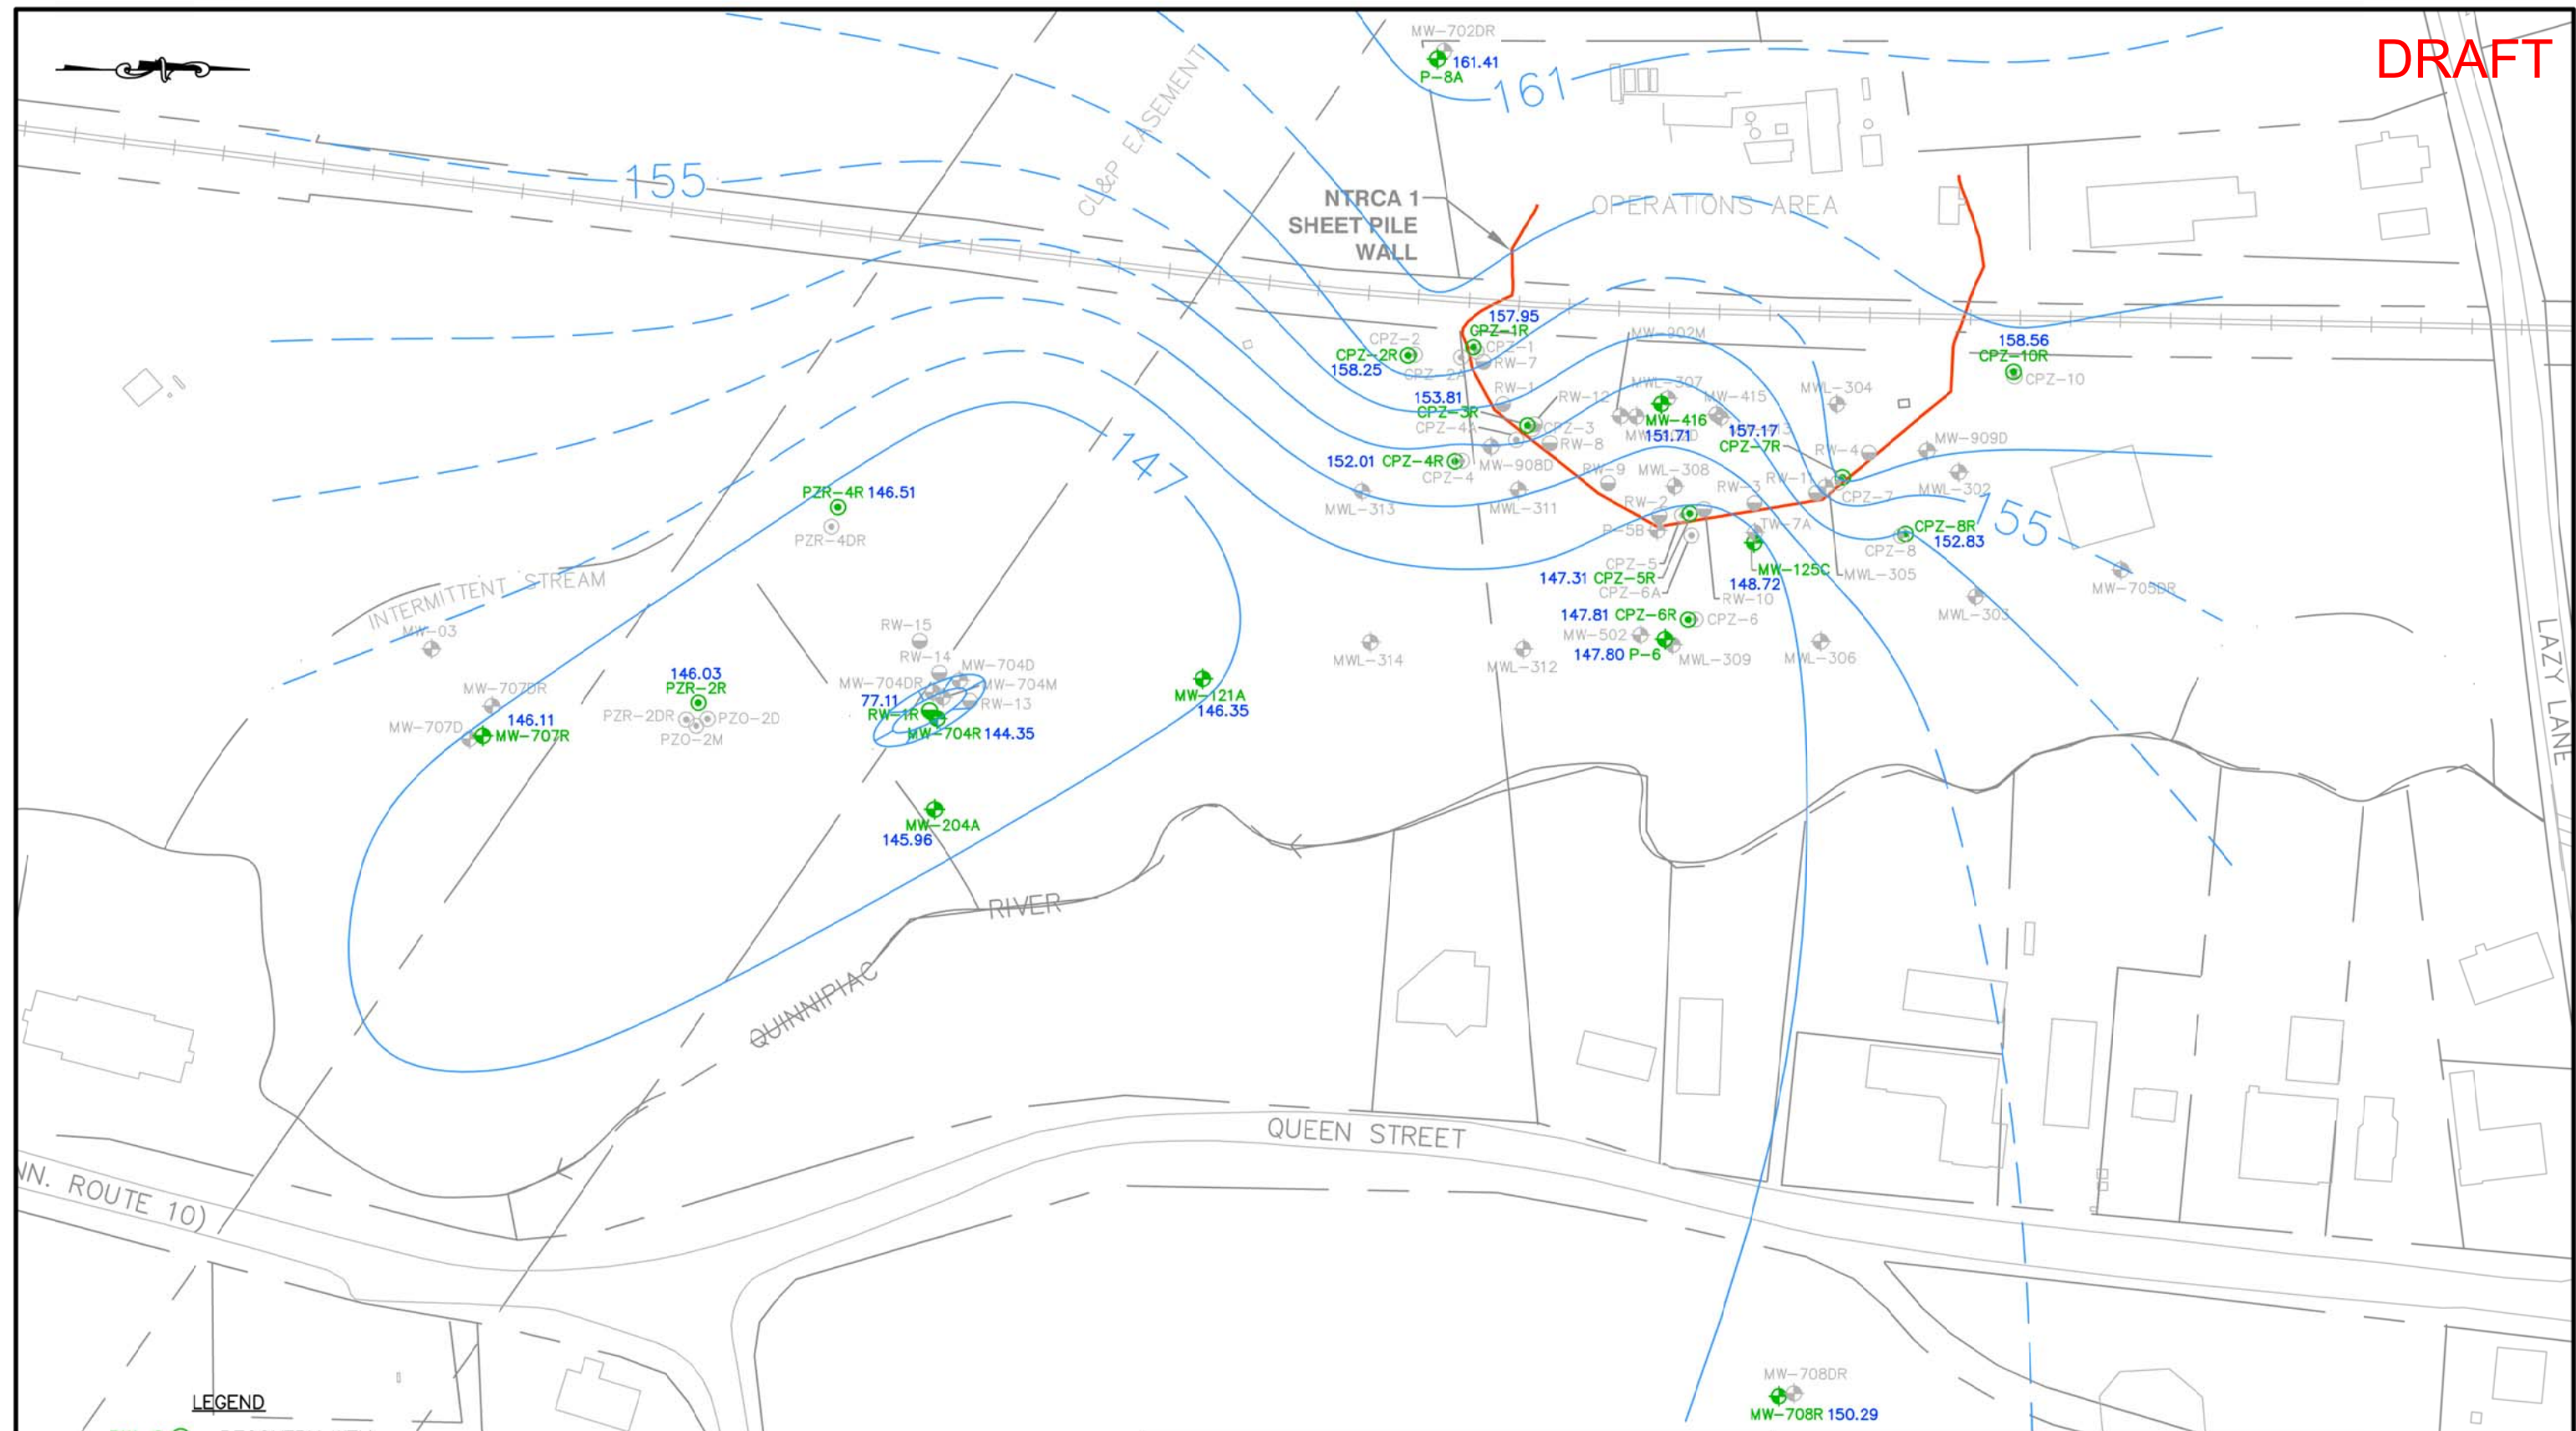 DRAFT
MW-702DR
161.41
P-8A
161
CL&P EASEMENT
155
NTRCA 1
SHEET PILE
WALL
OPERATIONS AREA
157.95
CPZ-1R
CPZ-2
CPZ-1
CPZ-2R
RW-7
158.25
CPZ-2A
MW-902M
158.56
CPZ-10R
CPZ-10
RW-1
153.81
CPZ-3R
RW-12
MWL-307
MW-415
MWL-304
CPZ-4A
CPZ-3
RW-8
MW-416
151.71
157.17
CPZ-7R
RW-4
MW-909D
147
152.01 CPZ-4R
CPZ-4
MW-908D
RW-9
MWL-308
RW-3
RW-11
CPZ-7
MWL-302
MWL-313
MWL-311
RW-2
P-5B
TW-7A
155
CPZ-8R
152.83
CPZ-8
PZR-4R 146.51
PZR-4DR
CPZ-5
147.31 CPZ-5R
CPZ-6A
MW-125C
148.72
RW-10
MWL-305
MWL-303
MW-705DR
INTERMITTENT STREAM
MW-03
RW-15
RW-14
147.81 CPZ-6R
CPZ-6
MW-502
147.80 P-6
MWL-309
MWL-306
MWL-314
MWL-312
LAZY LANE
146.03
PZR-2R
PZR-2DR
PZO-2D
PZO-2M
MW-704D
MW-704DR
MW-704M
77.11
RW-1R
RW-13
MW-704R 144.35
MW-121A
146.35
MW-707DR
MW-707D
146.11
MW-707R
MW-204A
145.96
RIVER
QUINNIPIAC
QUEEN STREET
NN. ROUTE 10)
MW-708DR
MW-708R 150.29
LEGEND